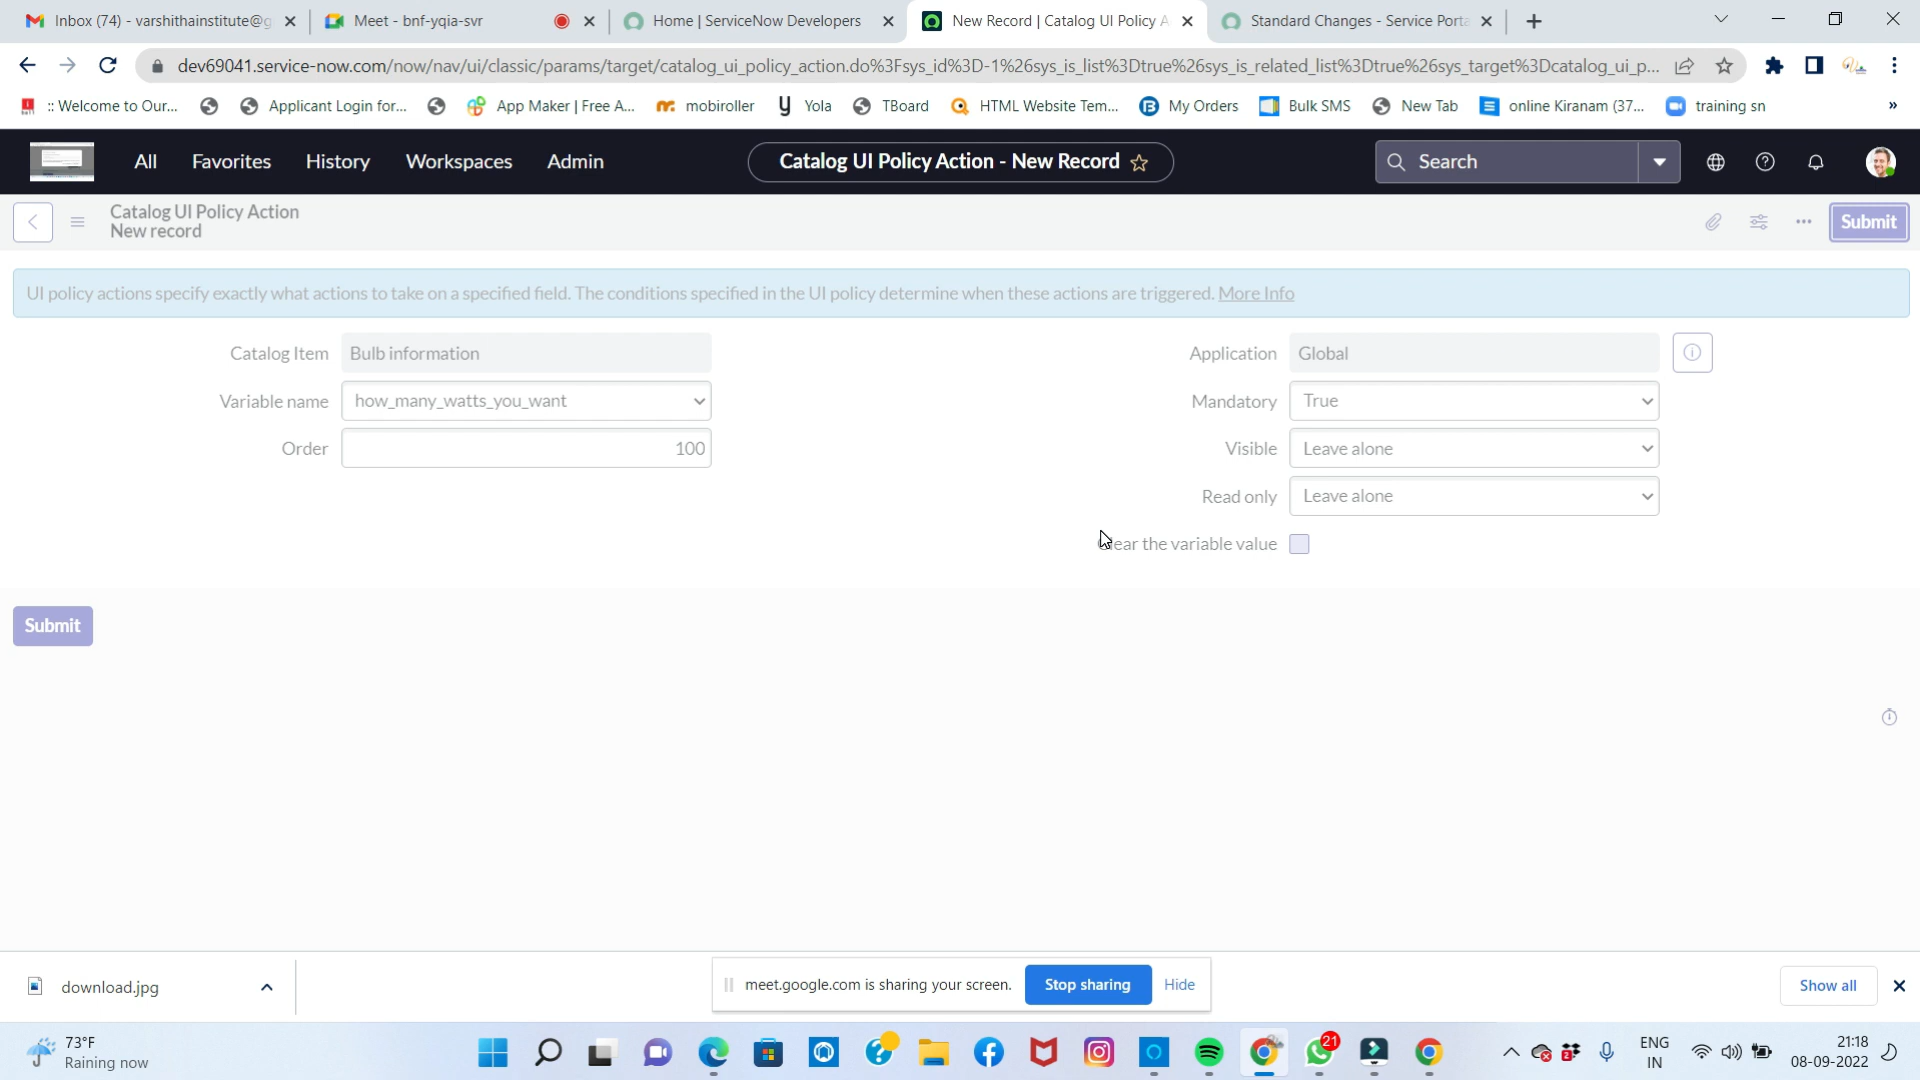 Inbox (74) - varshithainstitute@g
Meet - bnf-yqia-svr
Home | ServiceNow Developers
New Record | Catalog UI Policy A
Standard Changes - Service Porta
dev69041.service-now.com/now/nav/ui/classic/params/target/catalog_ui_policy_action.do%3Fsys_id%3D-1%26sys_is_list%3Dtrue%26sys_is_related_list%3Dtrue%26sys_target%3Dcatalog_ui_p...
:: Welcome to Our...
Applicant Login for...
App Maker | Free A...
mobiroller
Yola
TBoard
HTML Website Tem...
My Orders
Bulk SMS
New Tab
online Kiranam (37...
training sn
»
All
Favorites
History
Workspaces
Admin
Catalog UI Policy Action - New Record
Search
Catalog UI Policy Action
New record
Submit
UI policy actions specify exactly what actions to take on a specified field. The conditions specified in the UI policy determine when these actions are triggered. More Info
Catalog Item Bulb information
Variable name how_many_watts_you_want
Order 100
Application Global
Mandatory True
Visible Leave alone
Read only Leave alone
the variable value
Submit
download.jpg
meet.google.com is sharing your screen.
Stop sharing
Hide
Show all
73°F
Raining now
21
ENG
IN
21:18
08-09-2022